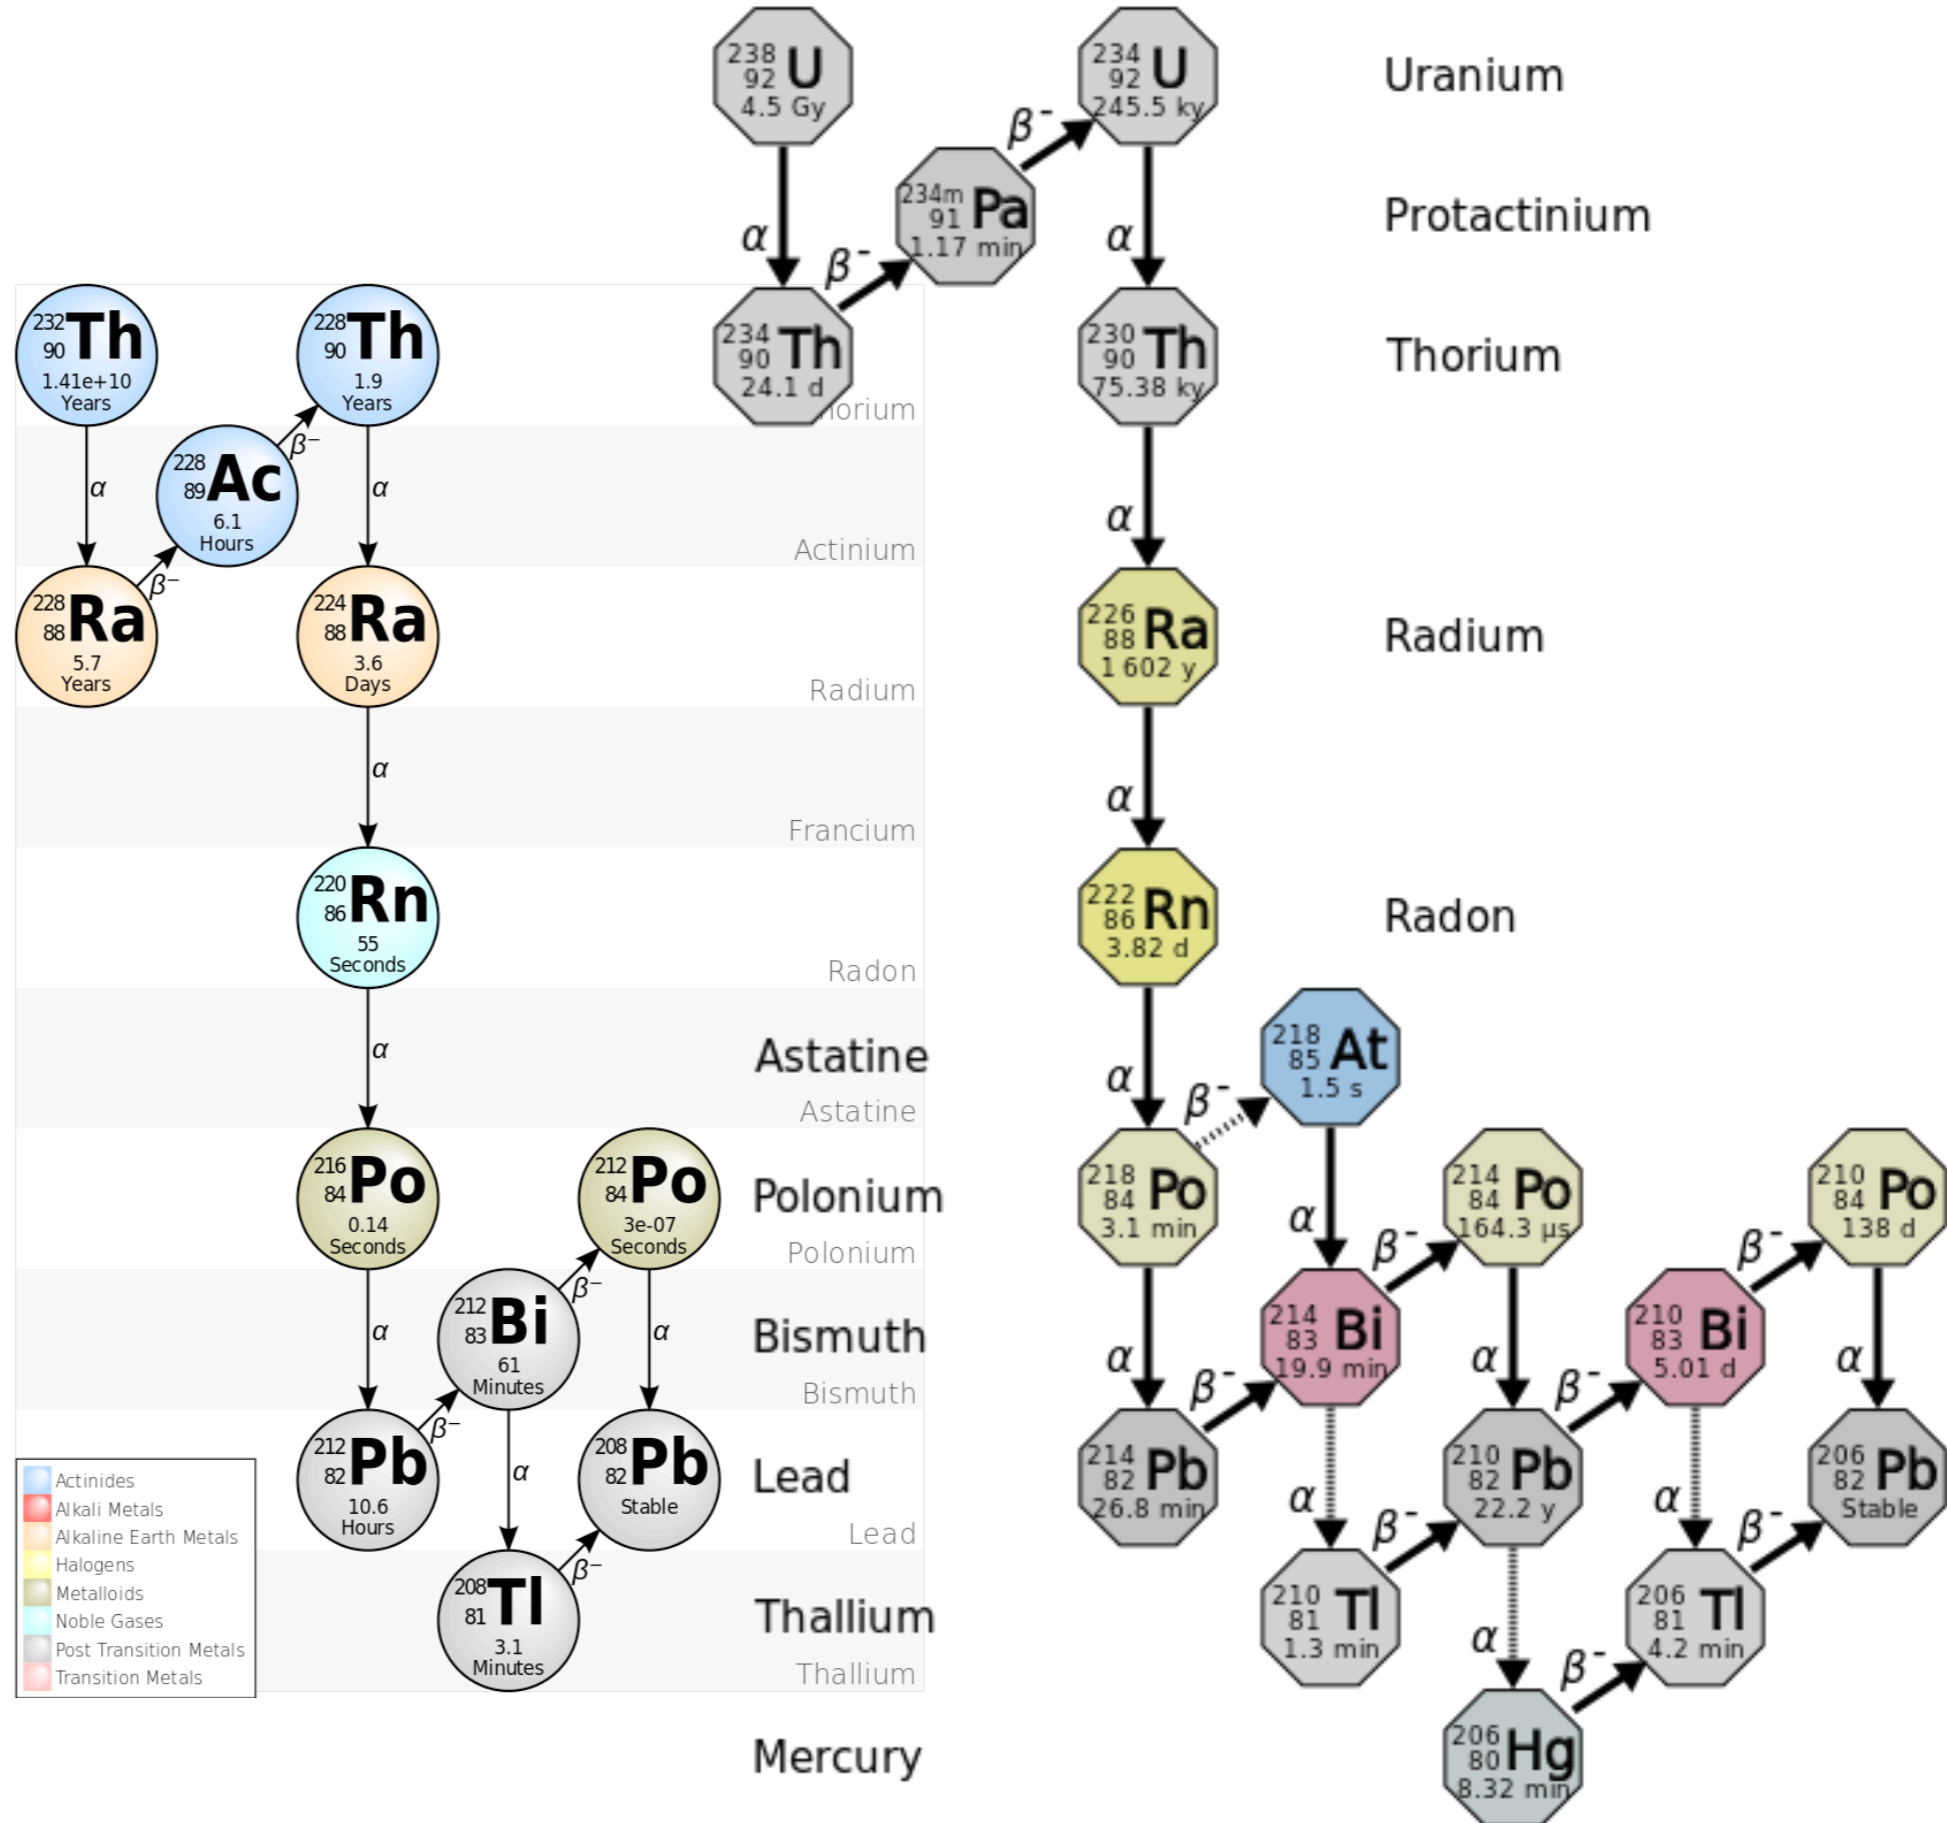 238
92 U
4.5 Gy
234
92 U
245.5 ky
Uranium
β⁻
234m
91 Pa
1.17 min
Protactinium
α
β⁻
α
232
90 Th
1.41e+10
Years
228
90 Th
1.9
Years
234
90 Th
24.1 d
230
90 Th
75.38 ky
Thorium
horium
β⁻
228
89 Ac
6.1
Hours
α
α
α
Actinium
β⁻
228
88 Ra
5.7
Years
224
88 Ra
3.6
Days
226
88 Ra
1 602 y
Radium
Radium
α
α
Francium
220
86 Rn
55
Seconds
222
86 Rn
3.82 d
Radon
Radon
α
Astatine
Astatine
α
β⁻
218
85 At
1.5 s
216
84 Po
0.14
Seconds
212
84 Po
3e-07
Seconds
Polonium
Polonium
218
84 Po
3.1 min
α
214
84 Po
164.3 µs
210
84 Po
138 d
β⁻
β⁻
β⁻
α
212
83 Bi
61
Minutes
α
Bismuth
Bismuth
α
β⁻
214
83 Bi
19.9 min
α
β⁻
210
83 Bi
5.01 d
α
β⁻
212
82 Pb
10.6
Hours
α
208
82 Pb
Stable
Lead
Lead
214
82 Pb
26.8 min
α
210
82 Pb
22.2 y
α
206
82 Pb
Stable
β⁻
β⁻
β⁻
208
81 Tl
3.1
Minutes
Thallium
Thallium
210
81 Tl
1.3 min
α
β⁻
206
81 Tl
4.2 min
Mercury
206
80 Hg
8.32 min
Actinides
Alkali Metals
Alkaline Earth Metals
Halogens
Metalloids
Noble Gases
Post Transition Metals
Transition Metals